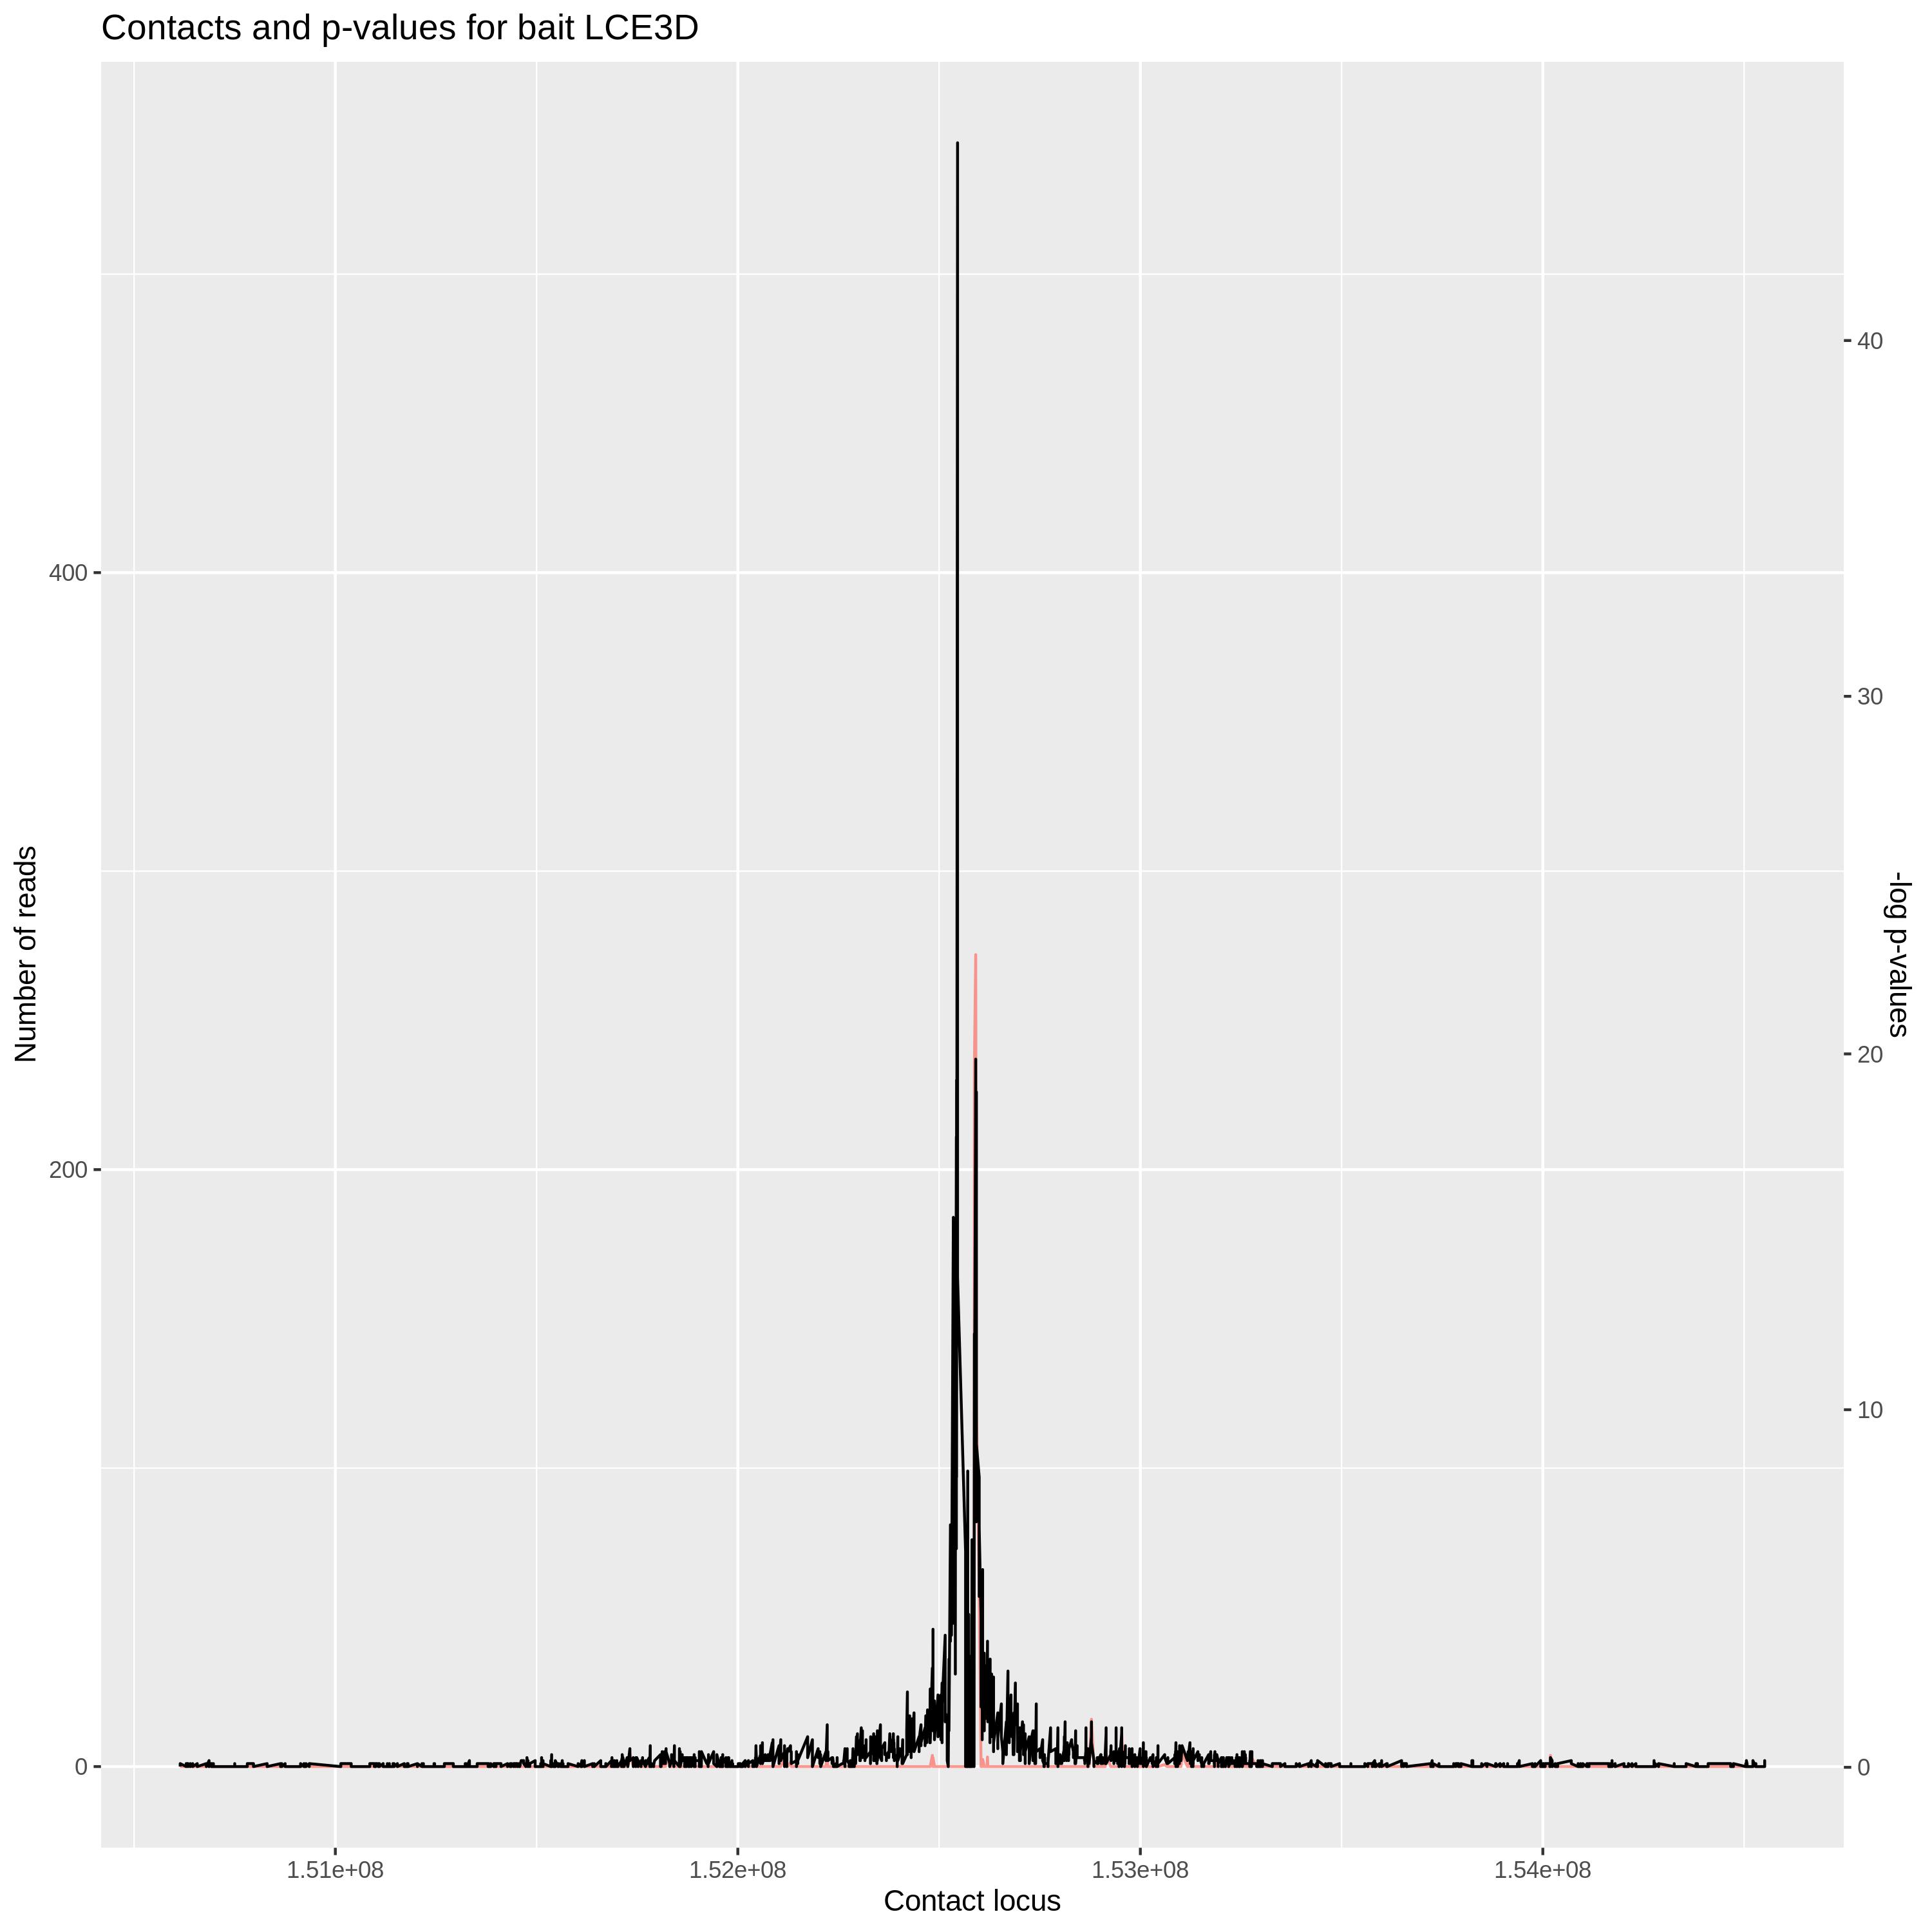 Contacts and p-values for bait LCE3D
400
200
0
40
30
20
10
0
Number of reads
-log p-values
1.51e+08 1.52e+08 1.53e+08 1.54e+08
Contact locus